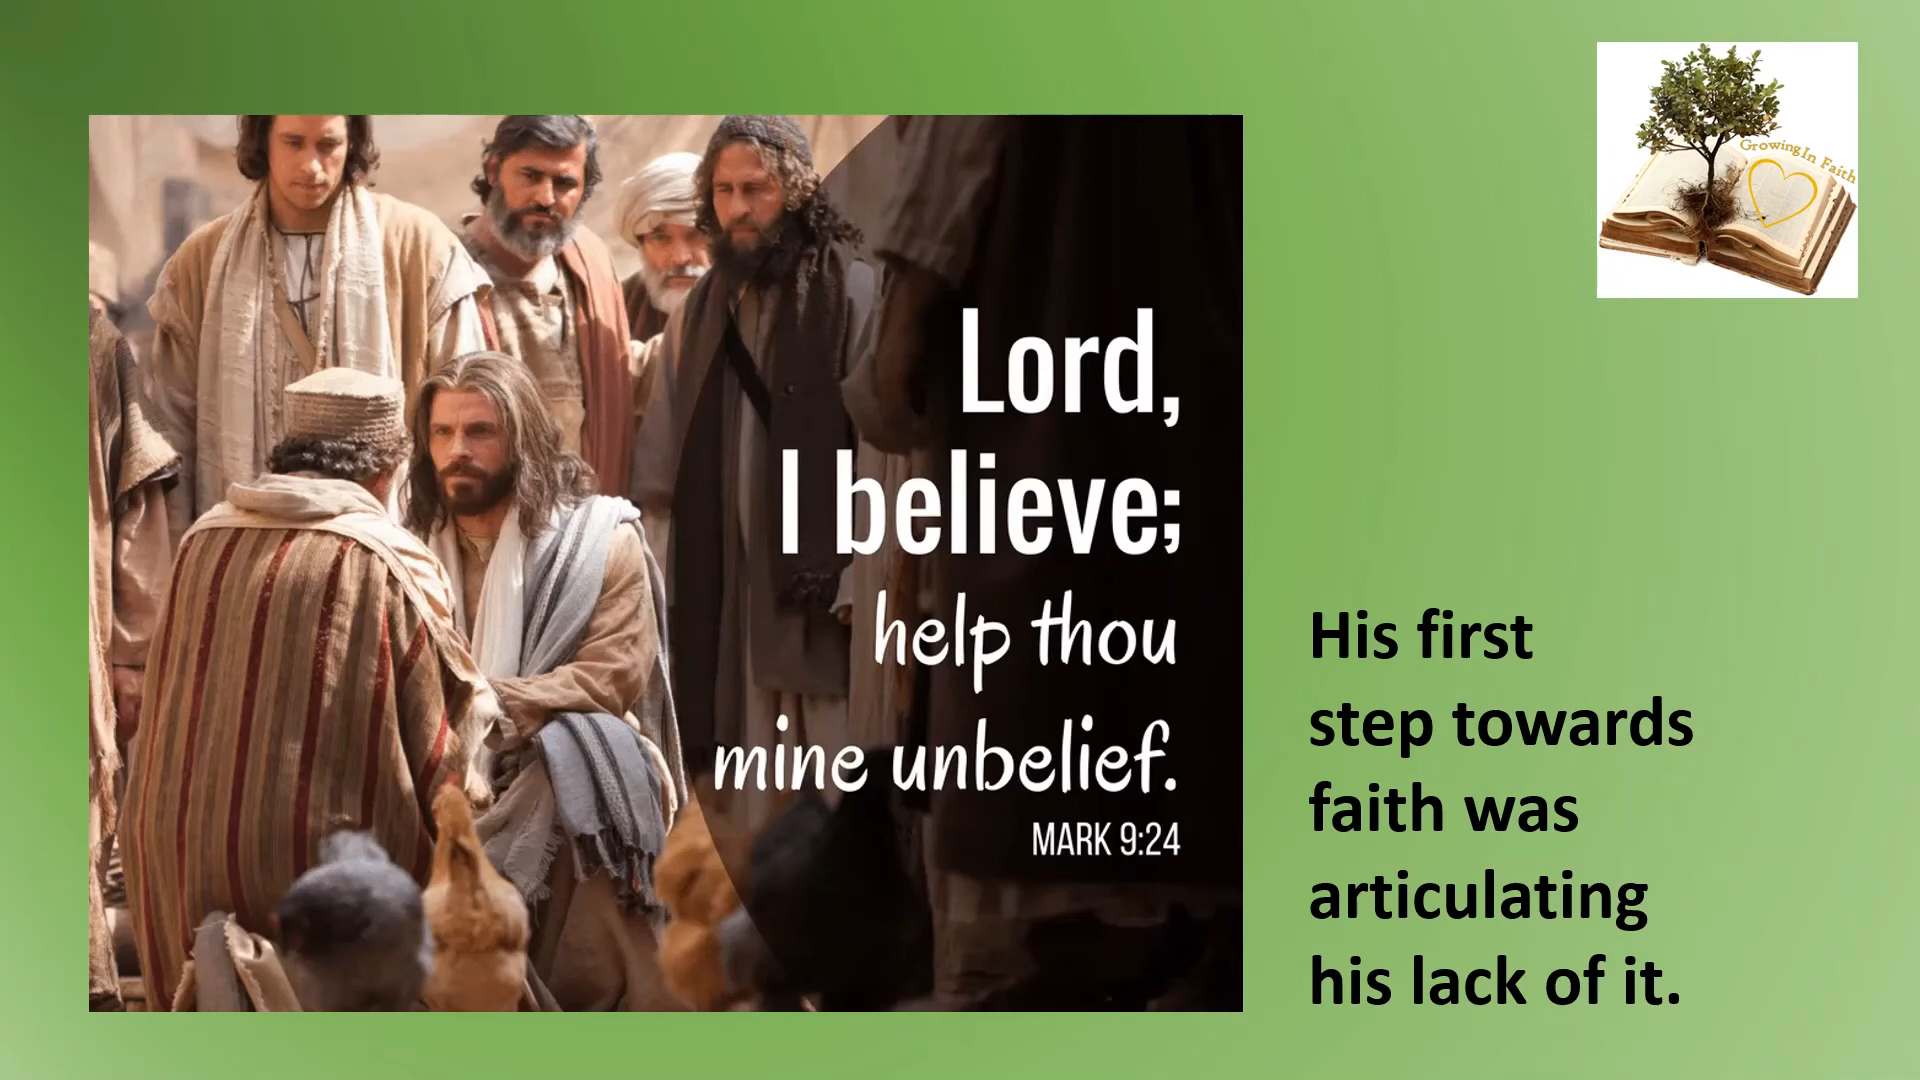 Lord,
I believe;
help thou
mine unbelief.
MARK 9:24
Growing In Faith
His first
step towards
faith was
articulating
his lack of it.